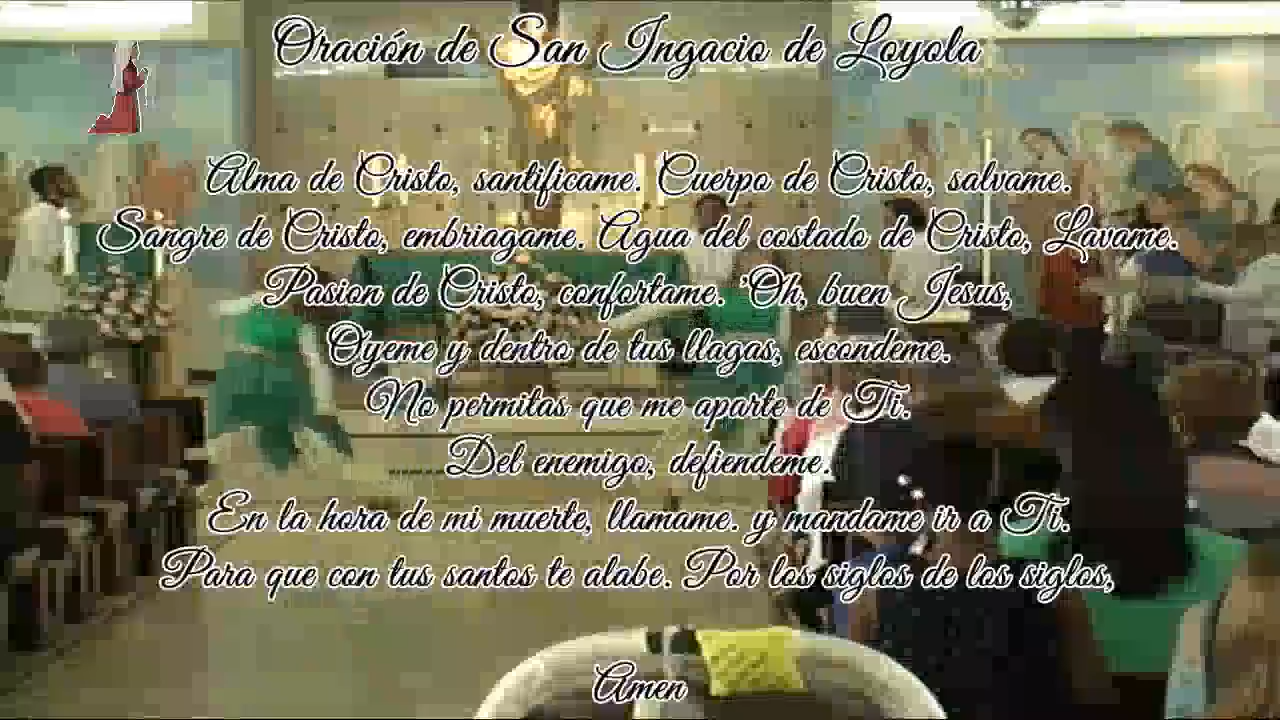 Oración de San Ingacio de Loyola
Alma de Cristo, santificame. Cuerpo de Cristo, salvame.
Sangre de Cristo, embriagame. Agua del costado de Cristo, Lavame.
Pasion de Cristo, confortame. 'Oh, buen Jesus,
O'yeme y dentro de tus llagas, escondeme.
No permitas que me aparte de Ti.
Del enemigo, defiendeme.
En la hora de mi muerte, llamame. y mandame ir a Ti.
Para que con tus santos te alabe. Por los siglos de los siglos,
Amen